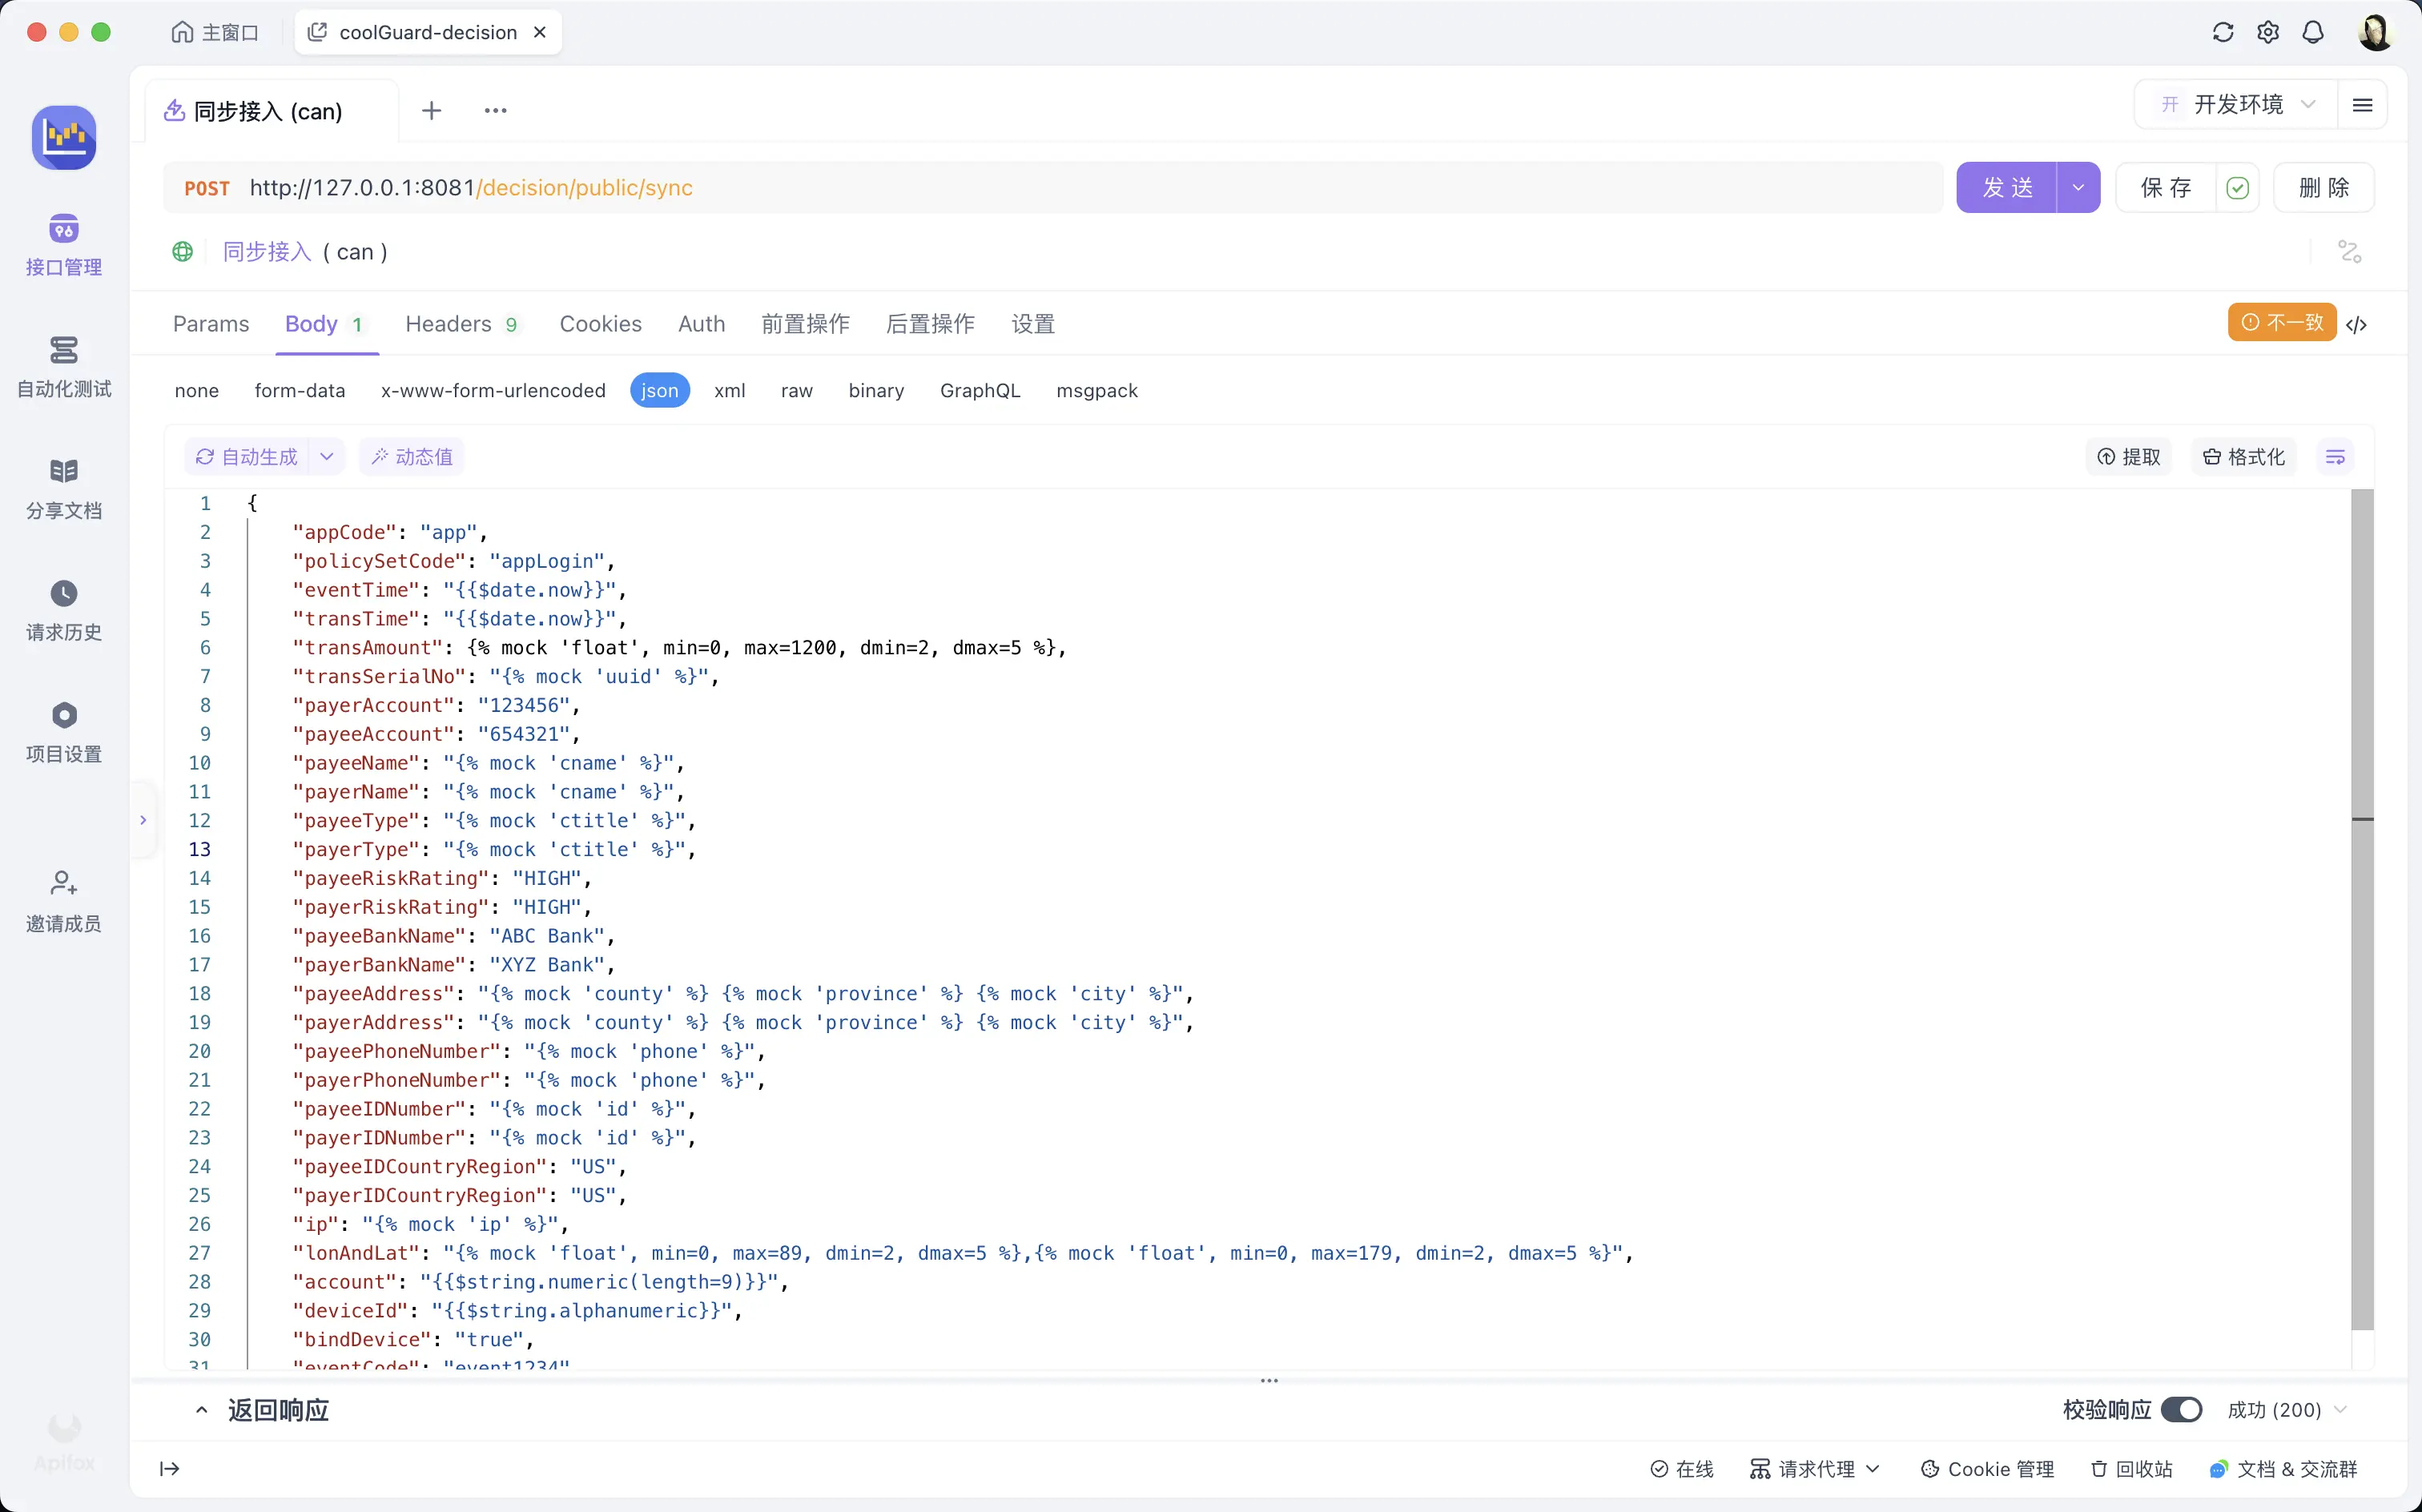 主窗口
coolGuard-decision
同步接入 (can)
开 开发环境
POST http://127.0.0.1:8081/decision/public/sync
发 送
保 存
删 除
同步接入 ( can )
接口管理
自动化测试
分享文档
请求历史
项目设置
邀请成员
Apifox
Params Body 1 Headers 9 Cookies Auth 前置操作 后置操作 设置
不一致 </>
none form-data x-www-form-urlencoded json xml raw binary GraphQL msgpack
自动生成 动态值 提取 格式化
1 {
2 "appCode": "app",
3 "policySetCode": "appLogin",
4 "eventTime": "{{$date.now}}",
5 "transTime": "{{$date.now}}",
6 "transAmount": {% mock 'float', min=0, max=1200, dmin=2, dmax=5 %},
7 "transSerialNo": "{% mock 'uuid' %}",
8 "payerAccount": "123456",
9 "payeeAccount": "654321",
10 "payeeName": "{% mock 'cname' %}",
11 "payerName": "{% mock 'cname' %}",
12 "payeeType": "{% mock 'ctitle' %}",
13 "payerType": "{% mock 'ctitle' %}",
14 "payeeRiskRating": "HIGH",
15 "payerRiskRating": "HIGH",
16 "payeeBankName": "ABC Bank",
17 "payerBankName": "XYZ Bank",
18 "payeeAddress": "{% mock 'county' %} {% mock 'province' %} {% mock 'city' %}",
19 "payerAddress": "{% mock 'county' %} {% mock 'province' %} {% mock 'city' %}",
20 "payeePhoneNumber": "{% mock 'phone' %}",
21 "payerPhoneNumber": "{% mock 'phone' %}",
22 "payeeIDNumber": "{% mock 'id' %}",
23 "payerIDNumber": "{% mock 'id' %}",
24 "payeeIDCountryRegion": "US",
25 "payerIDCountryRegion": "US",
26 "ip": "{% mock 'ip' %}",
27 "lonAndLat": "{% mock 'float', min=0, max=89, dmin=2, dmax=5 %},{% mock 'float', min=0, max=179, dmin=2, dmax=5 %}",
28 "account": "{{$string.numeric(length=9)}}",
29 "deviceId": "{{$string.alphanumeric}}",
30 "bindDevice": "true",
31 "eventCode": "event1234"
返回响应
校验响应 成功 (200)
在线 请求代理 Cookie 管理 回收站 文档 & 交流群